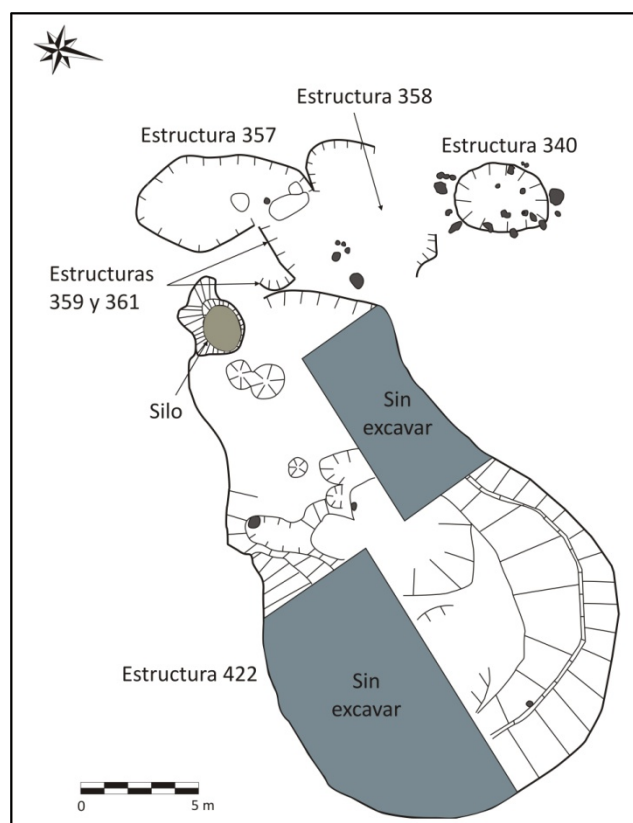 Estructura 358
Estructura 357
Estructura 340
Estructuras
359 y 361
Silo
Sin
excavar
Estructura 422
Sin
excavar
0
5 m